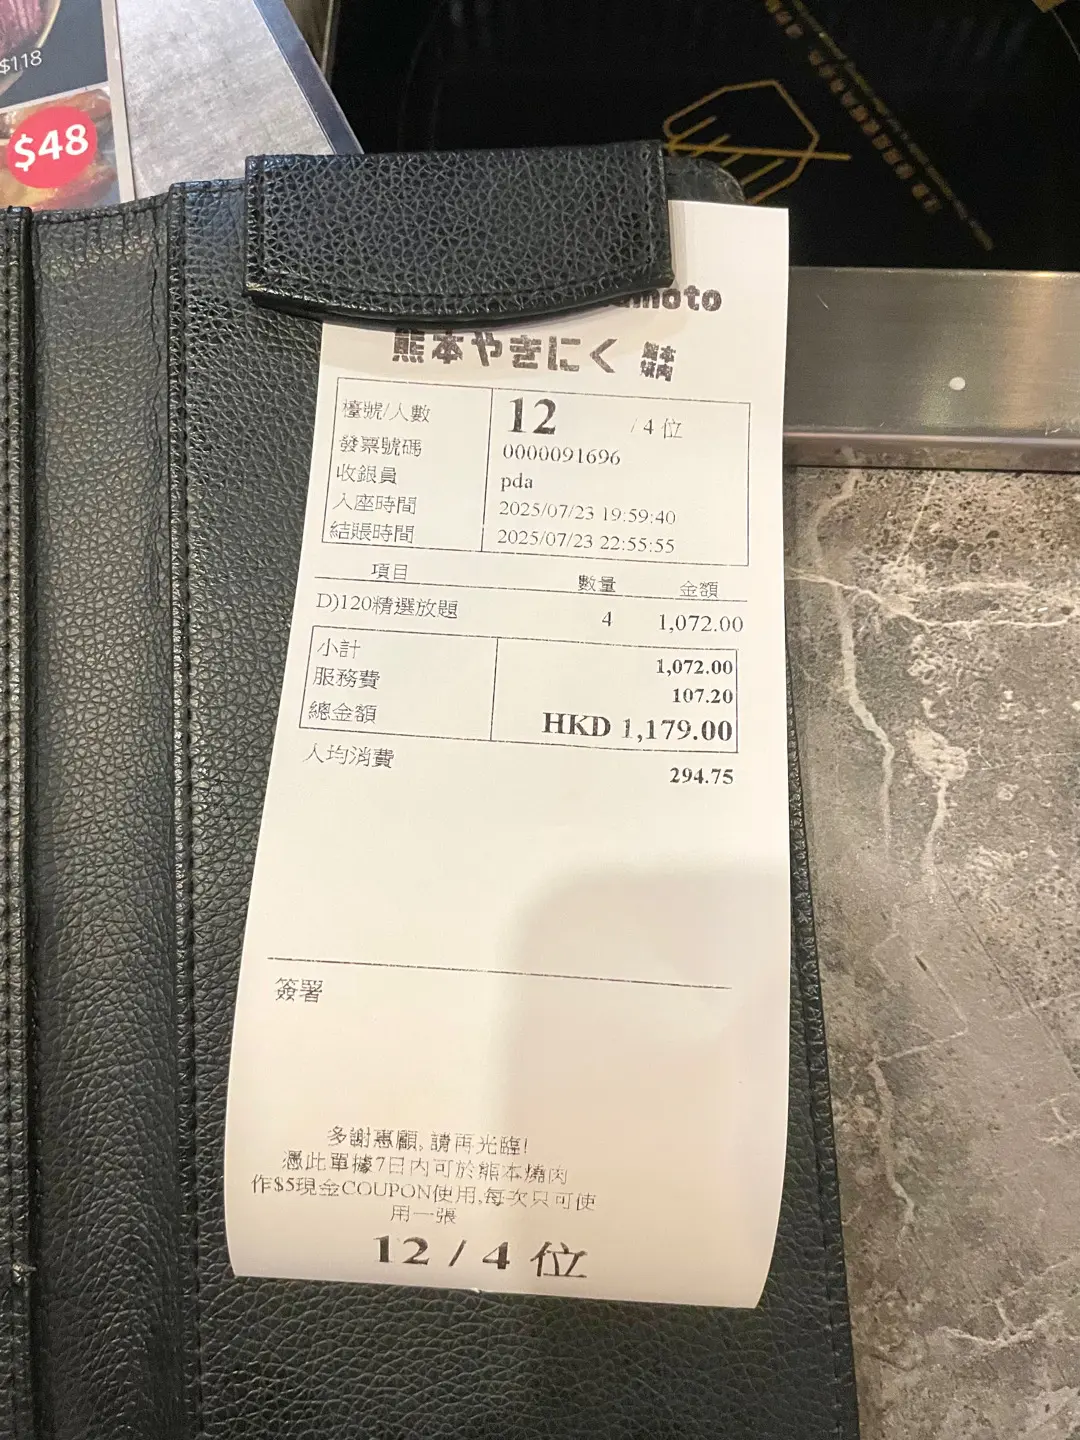 $118
$48
熊本やきにく 熊本燒肉
檯號/人數 12 / 4 位
發票號碼 0000091696
收銀員 pda
入座時間 2025/07/23 19:59:40
結賬時間 2025/07/23 22:55:55
項目 數量 金額
D)120精選放題 4 1,072.00
小計 1,072.00
服務費 107.20
總金額 HKD 1,179.00
人均消費 294.75
簽署
多謝惠顧, 請再光臨!
憑此單據7日內可於熊本燒肉
作$5現金COUPON使用,每次只可使
用一張
12 / 4 位